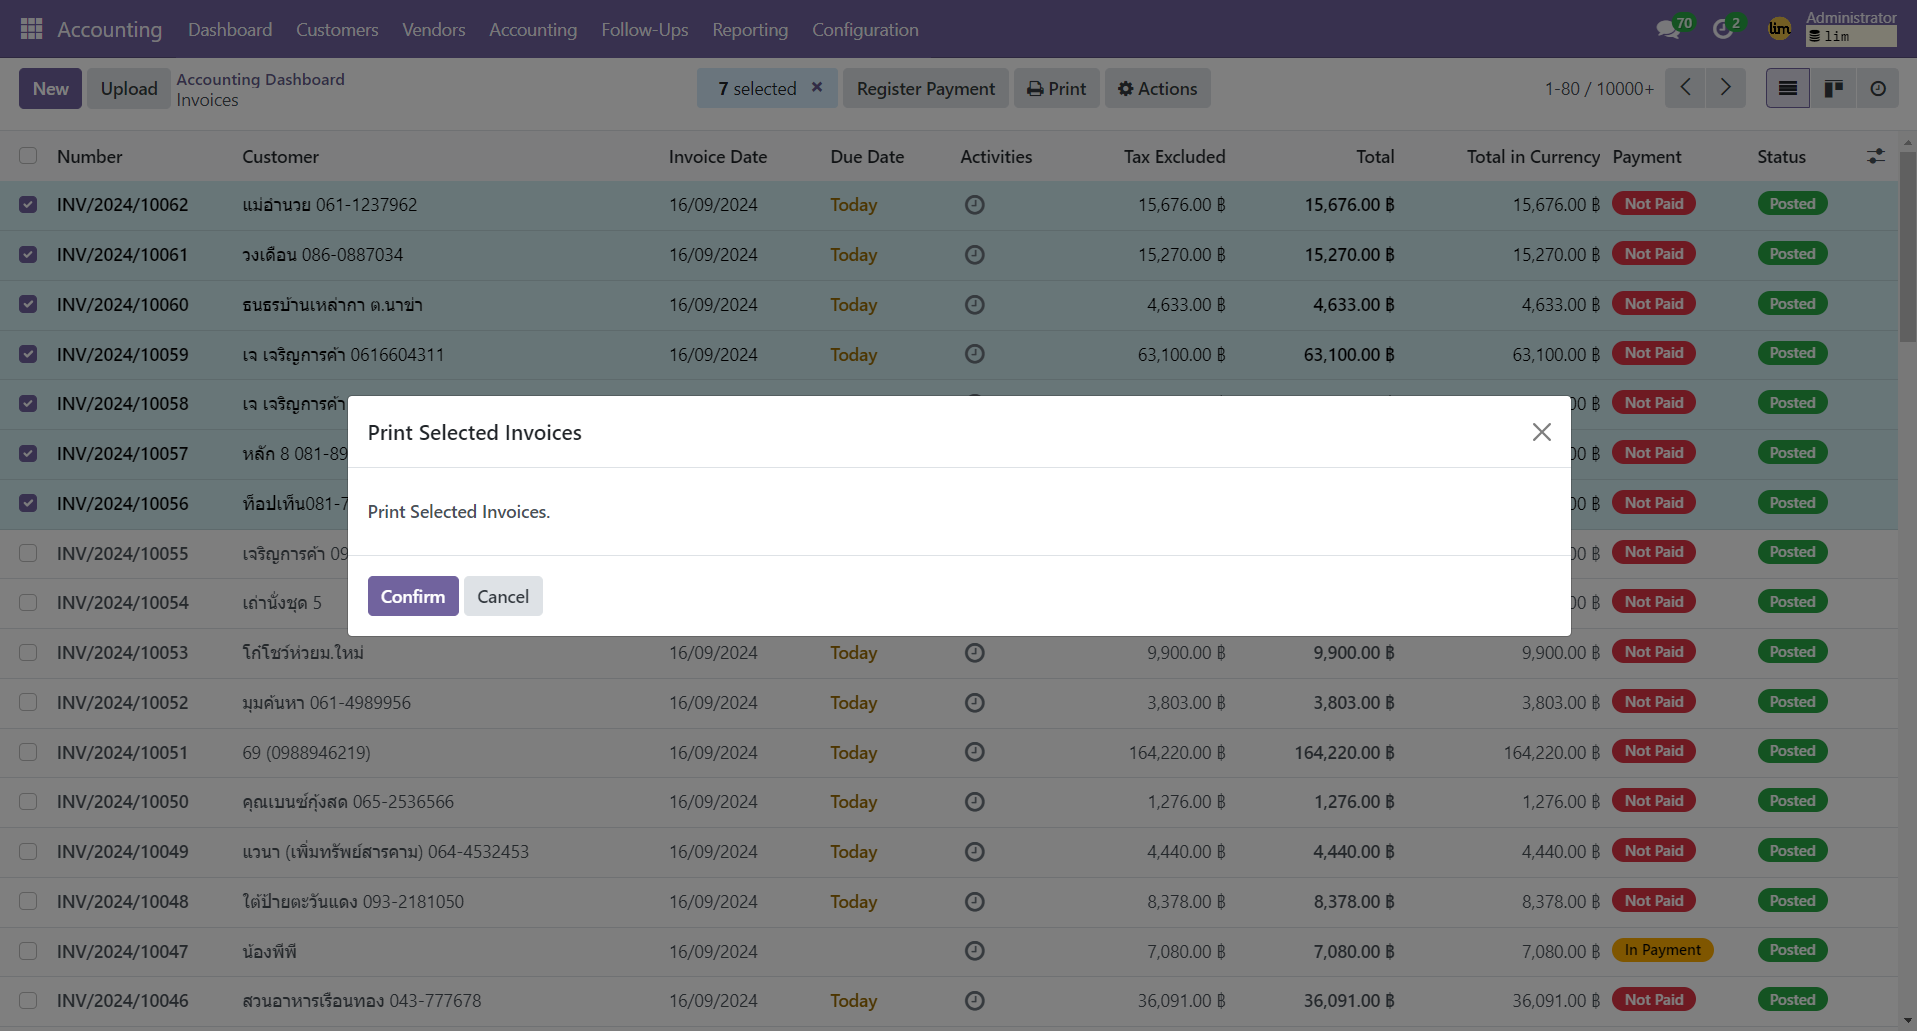 Accounting Dashboard Customers Vendors Accounting Follow-Ups Reporting Configuration 70 2 lim Administrator
lim
New Upload Accounting Dashboard 7 selected Register Payment Print Actions 1-80 / 10000+
Invoices
Number Customer Invoice Date Due Date Activities Tax Excluded Total Total in Currency Payment Status
INV/2024/10062 แม่อำนวย 061-1237962 16/09/2024 Today 15,676.00 ฿ 15,676.00 ฿ 15,676.00 ฿ Not Paid Posted
INV/2024/10061 วงเดือน 086-0887034 16/09/2024 Today 15,270.00 ฿ 15,270.00 ฿ 15,270.00 ฿ Not Paid Posted
INV/2024/10060 ธนธรบ้านเหล่ากา ต.นาข่า 16/09/2024 Today 4,633.00 ฿ 4,633.00 ฿ 4,633.00 ฿ Not Paid Posted
INV/2024/10059 เจ เจริญการค้า 0616604311 16/09/2024 Today 63,100.00 ฿ 63,100.00 ฿ 63,100.00 ฿ Not Paid Posted
INV/2024/10058 เจ เจริญการค้า 00 ฿ Not Paid Posted
Print Selected Invoices
INV/2024/10057 หลัก 8 081-89 00 ฿ Not Paid Posted
INV/2024/10056 ท็อปเท็น081-7 00 ฿ Not Paid Posted
Print Selected Invoices.
INV/2024/10055 เจริญการค้า 09 00 ฿ Not Paid Posted
Confirm Cancel
INV/2024/10054 เถ่านั่งชุด 5 00 ฿ Not Paid Posted
INV/2024/10053 โก๋โชว์ห่วยม.ใหม่ 16/09/2024 Today 9,900.00 ฿ 9,900.00 ฿ 9,900.00 ฿ Not Paid Posted
INV/2024/10052 มุมค้นหา 061-4989956 16/09/2024 Today 3,803.00 ฿ 3,803.00 ฿ 3,803.00 ฿ Not Paid Posted
INV/2024/10051 69 (0988946219) 16/09/2024 Today 164,220.00 ฿ 164,220.00 ฿ 164,220.00 ฿ Not Paid Posted
INV/2024/10050 คุณเบนซ์กุ้งสด 065-2536566 16/09/2024 Today 1,276.00 ฿ 1,276.00 ฿ 1,276.00 ฿ Not Paid Posted
INV/2024/10049 แวนา (เพิ่มทรัพย์สารคาม) 064-4532453 16/09/2024 Today 4,440.00 ฿ 4,440.00 ฿ 4,440.00 ฿ Not Paid Posted
INV/2024/10048 ใต้ป้ายตะวันแดง 093-2181050 16/09/2024 Today 8,378.00 ฿ 8,378.00 ฿ 8,378.00 ฿ Not Paid Posted
INV/2024/10047 น้องพีพี 16/09/2024 7,080.00 ฿ 7,080.00 ฿ 7,080.00 ฿ In Payment Posted
INV/2024/10046 สวนอาหารเรือนทอง 043-777678 16/09/2024 Today 36,091.00 ฿ 36,091.00 ฿ 36,091.00 ฿ Not Paid Posted